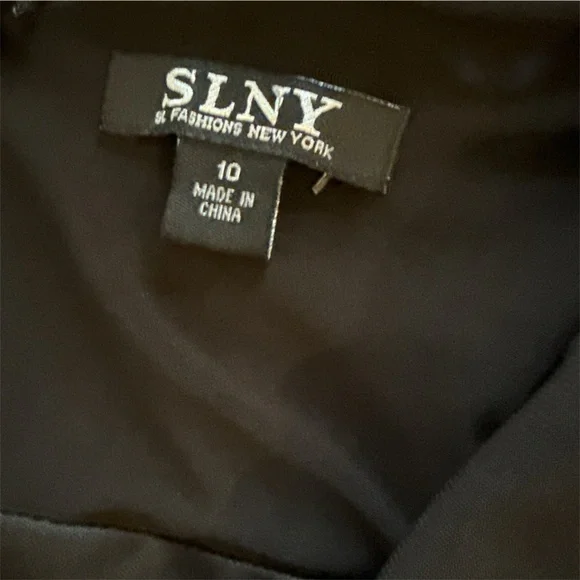 SLNY
SL FASHIONS NEW YORK
10
MADE IN
CHINA